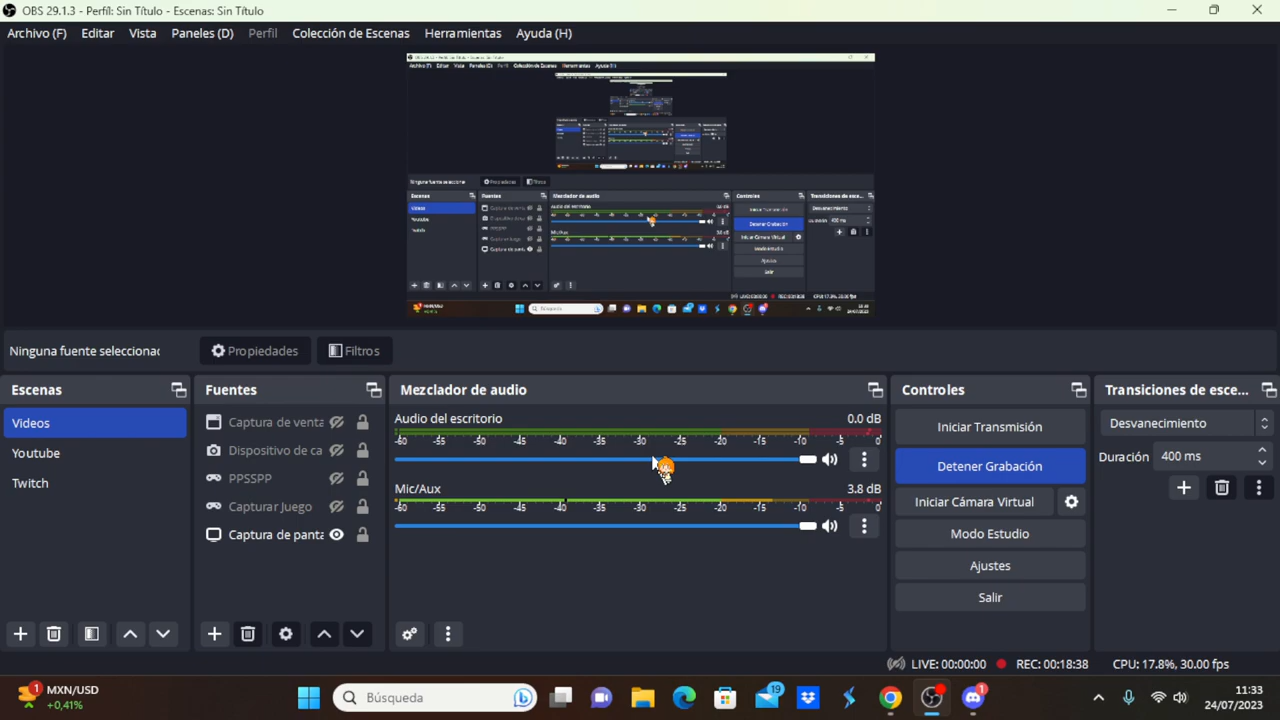 OBS 29.1.3 - Perfil: Sin Título - Escenas: Sin Título
Archivo (F) Editar Vista Paneles (D) Perfil Colección de Escenas Herramientas Ayuda (H)
Ninguna fuente seleccionac Propiedades Filtros
Escenas
Videos
Youtube
Twitch
Fuentes
Captura de venta
Dispositivo de ca
PPSSPP
Capturar Juego
Captura de panta
Mezclador de audio
Audio del escritorio 0.0 dB
-60 -55 -50 -45 -40 -35 -30 -25 -20 -15 -10 -5 0
Mic/Aux 3.8 dB
-60 -55 -50 -45 -40 -35 -30 -25 -20 -15 -10 -5 0
Controles
Iniciar Transmisión
Detener Grabación
Iniciar Cámara Virtual
Modo Estudio
Ajustes
Salir
Transiciones de esce...
Desvanecimiento
Duración 400 ms
LIVE: 00:00:00 REC: 00:18:38 CPU: 17.8%, 30.00 fps
1 MXN/USD
+0,41%
Búsqueda
19
1
11:33
24/07/2023